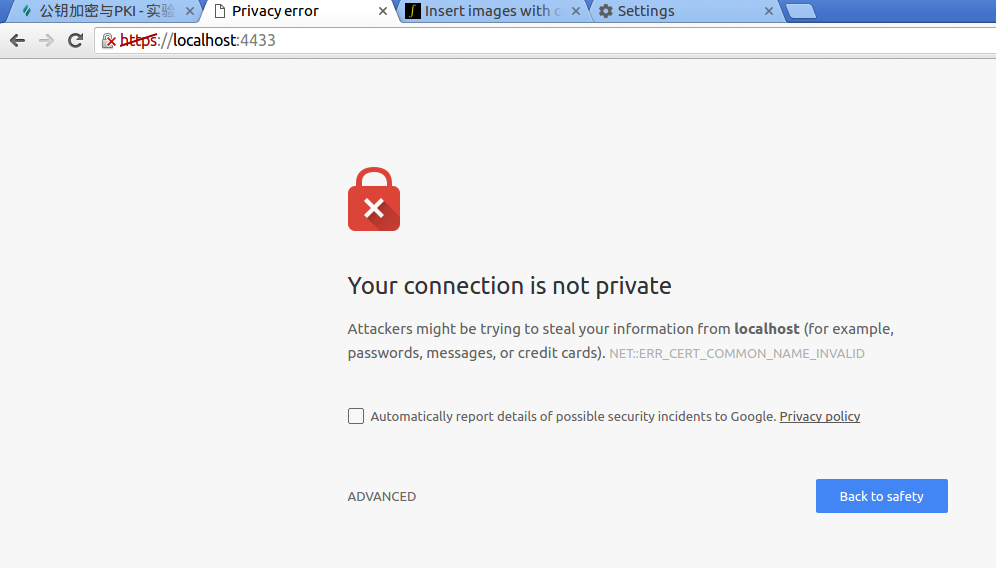 公钥加密与PKI - 实验
Privacy error
Insert images with
Settings
https://localhost:4433
Your connection is not private
Attackers might be trying to steal your information from localhost (for example,
passwords, messages, or credit cards). NET::ERR_CERT_COMMON_NAME_INVALID
Automatically report details of possible security incidents to Google. Privacy policy
ADVANCED
Back to safety